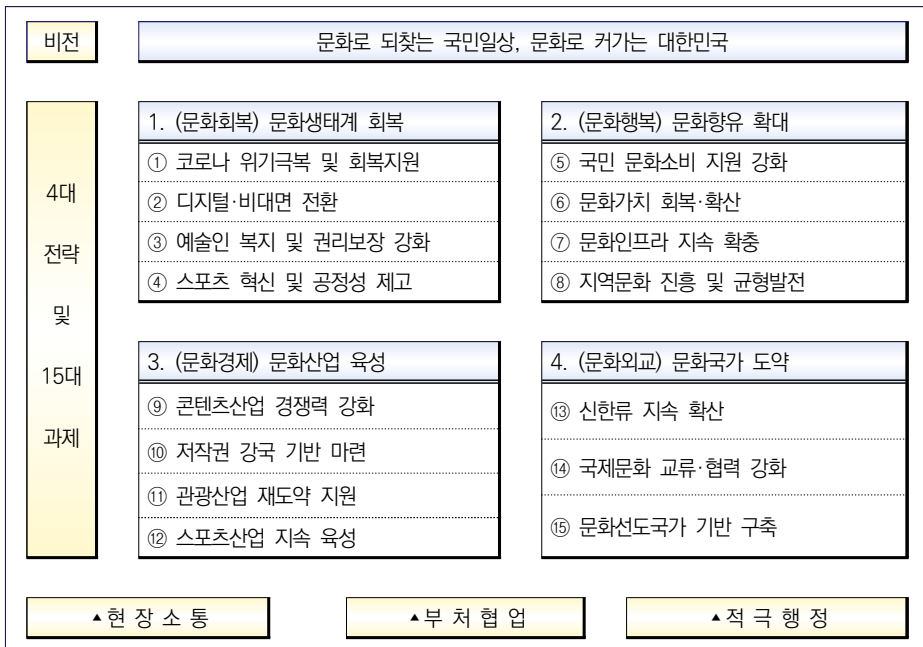 비전
문화로 되찾는 국민일상, 문화로 커가는 대한민국
4대
전략
및
15대
과제
1. (문화회복) 문화생태계 회복
① 코로나 위기극복 및 회복지원
② 디지털·비대면 전환
③ 예술인 복지 및 권리보장 강화
④ 스포츠 혁신 및 공정성 제고
2. (문화행복) 문화향유 확대
⑤ 국민 문화소비 지원 강화
⑥ 문화가치 회복·확산
⑦ 문화인프라 지속 확충
⑧ 지역문화 진흥 및 균형발전
3. (문화경제) 문화산업 육성
⑨ 콘텐츠산업 경쟁력 강화
⑩ 저작권 강국 기반 마련
⑪ 관광산업 재도약 지원
⑫ 스포츠산업 지속 육성
4. (문화외교) 문화국가 도약
⑬ 신한류 지속 확산
⑭ 국제문화 교류·협력 강화
⑮ 문화선도국가 기반 구축
▲현 장 소 통
▲부 처 협 업
▲적 극 행 정